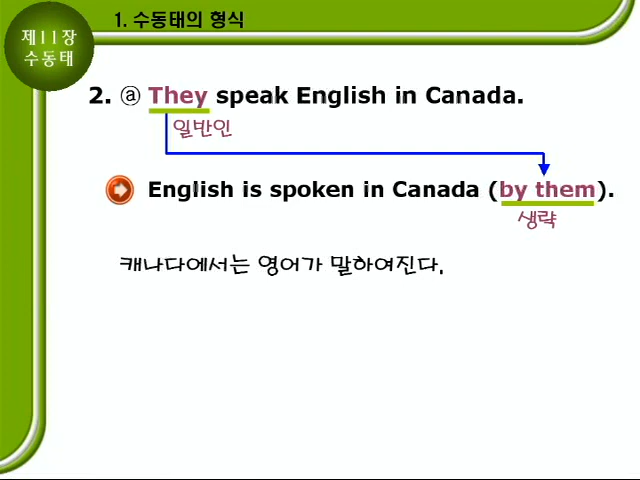 1. 수동태의 형식
제11장
수동태
2. ⓐ They speak English in Canada.
일반인
English is spoken in Canada (by them).
생략
캐나다에서는 영어가 말하여진다.